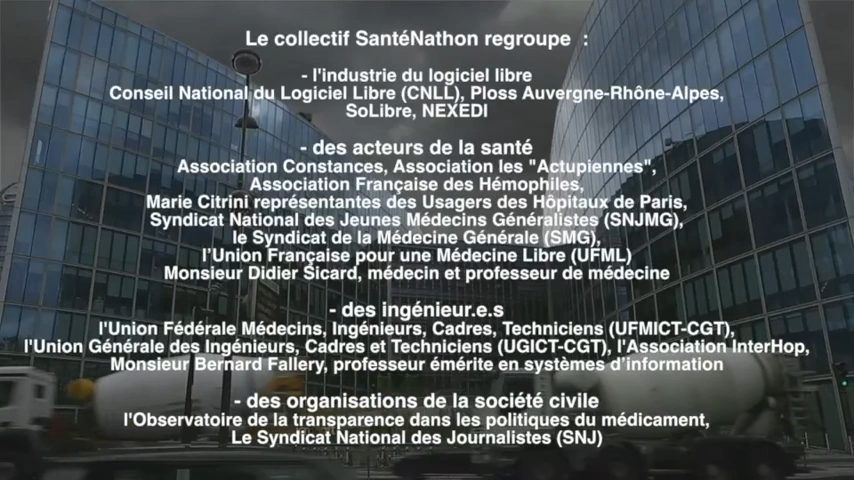 Le collectif SantéNathon regroupe :
- l'industrie du logiciel libre
Conseil National du Logiciel Libre (CNLL), Ploss Auvergne-Rhône-Alpes,
SoLibre, NEXEDI
- des acteurs de la santé
Association Constances, Association les "Actupiennes",
Association Française des Hémophiles,
Marie Citrini représentantes des Usagers des Hôpitaux de Paris,
Syndicat National des Jeunes Médecins Généralistes (SNJMG),
le Syndicat de la Médecine Générale (SMG),
l'Union Française pour une Médecine Libre (UFML)
Monsieur Didier Sicard, médecin et professeur de médecine
- des ingénieur.e.s
l'Union Fédérale Médecins, Ingénieurs, Cadres, Techniciens (UFMICT-CGT),
l'Union Générale des Ingénieurs, Cadres et Techniciens (UGICT-CGT), l'Association InterHop,
Monsieur Bernard Fallery, professeur émérite en systèmes d'information
- des organisations de la société civile
l'Observatoire de la transparence dans les politiques du médicament,
Le Syndicat National des Journalistes (SNJ)